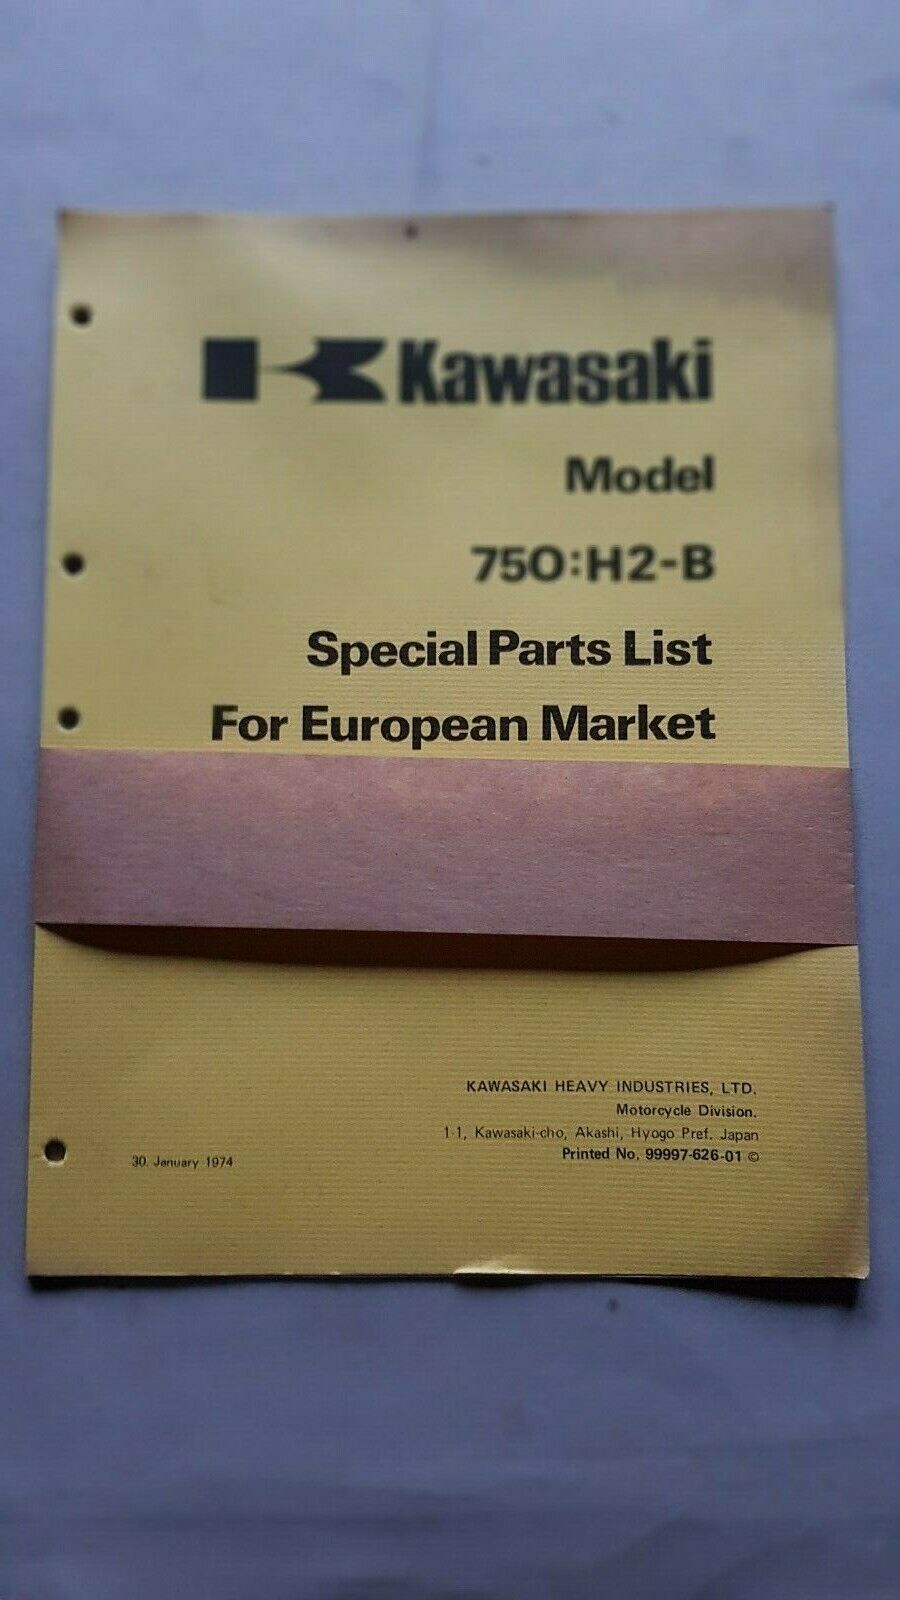 Kawasaki
Model
750:H2-B
Special Parts List
For European Market
KAWASAKI HEAVY INDUSTRIES, LTD.
Motorcycle Division.
1-1, Kawasaki-cho, Akashi, Hyogo Pref. Japan
Printed No. 99997-626-01 ©
30. January 1974